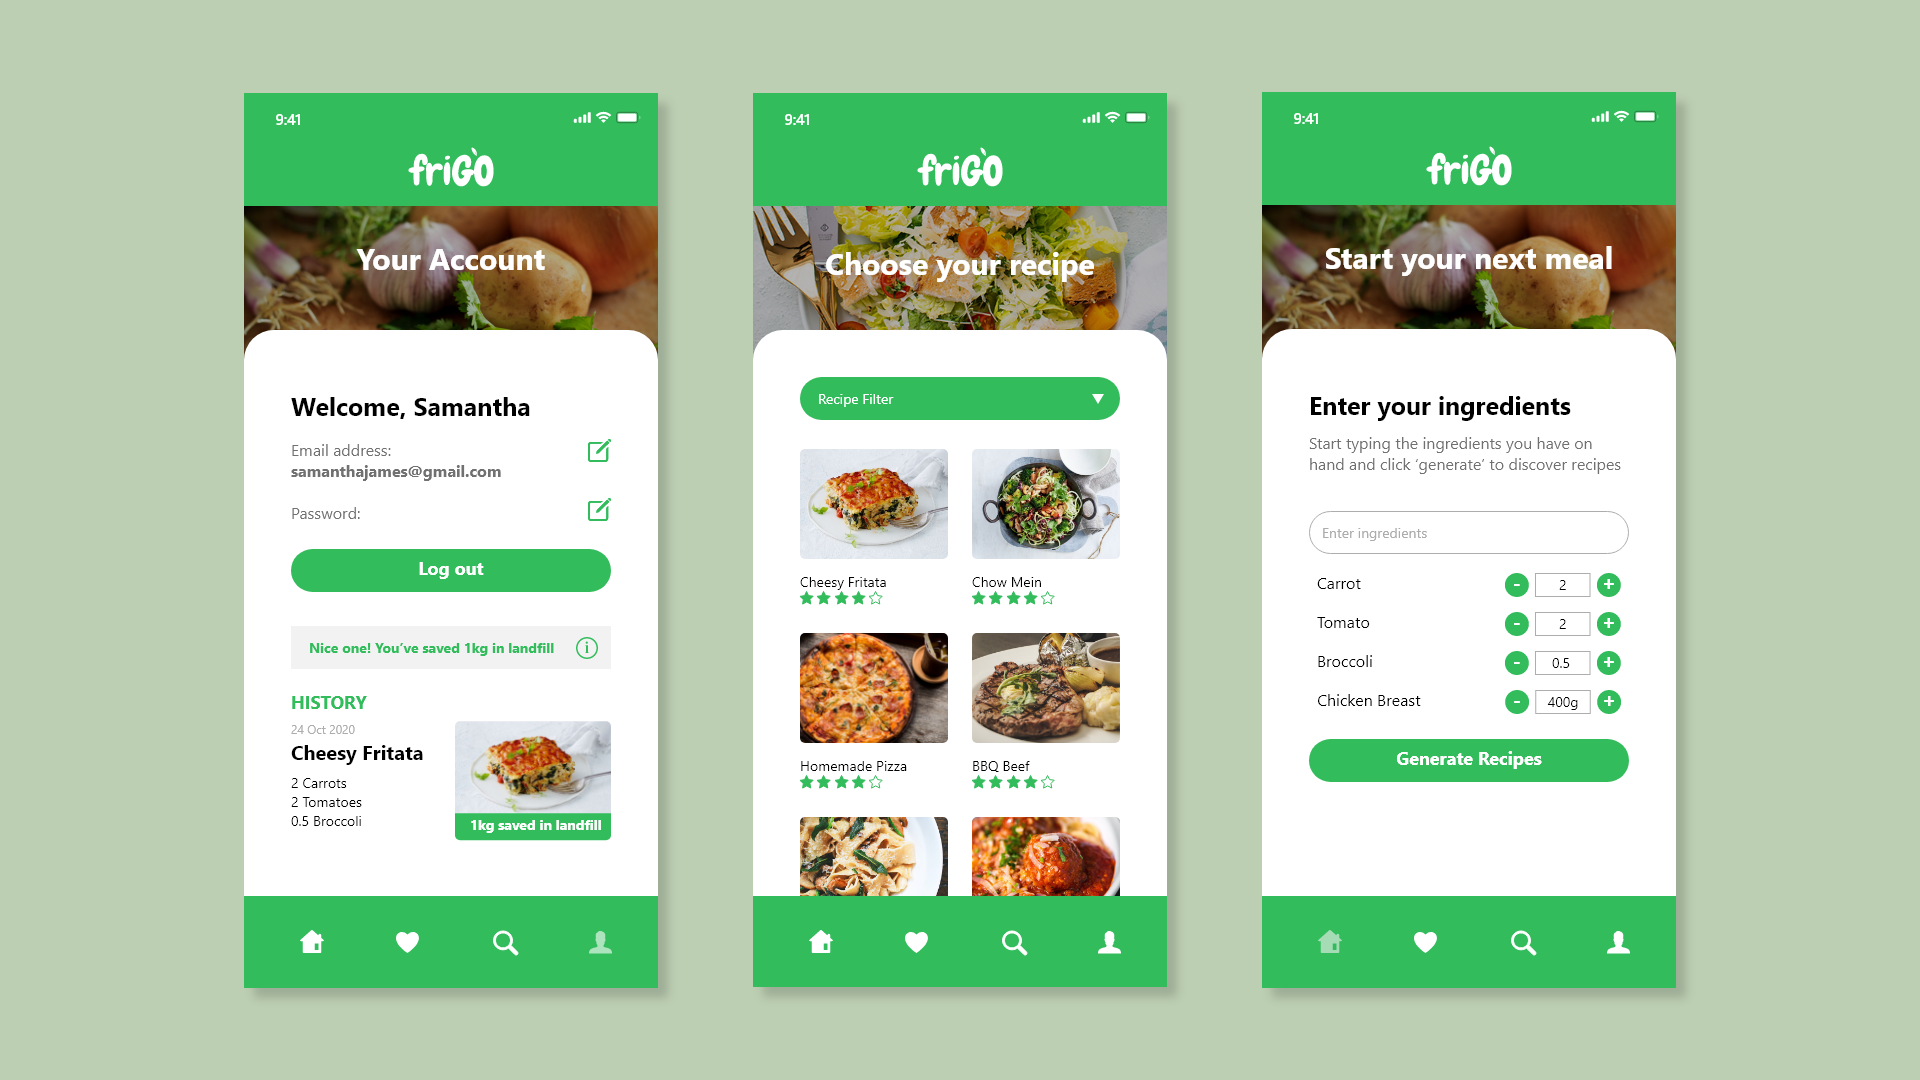 9:41
friGO
Your Account
Welcome, Samantha
Email address:
samanthajames@gmail.com
Password:
Log out
Nice one! You've saved 1kg in landfill
HISTORY
24 Oct 2020
Cheesy Fritata
2 Carrots
2 Tomatoes
0.5 Broccoli
1kg saved in landfill
9:41
friGO
Choose your recipe
Recipe Filter
Cheesy Fritata
Chow Mein
Homemade Pizza
BBQ Beef
9:41
friGO
Start your next meal
Enter your ingredients
Start typing the ingredients you have on
hand and click ‘generate’ to discover recipes
Enter ingredients
Carrot - 2 +
Tomato - 2 +
Broccoli - 0.5 +
Chicken Breast - 400g +
Generate Recipes